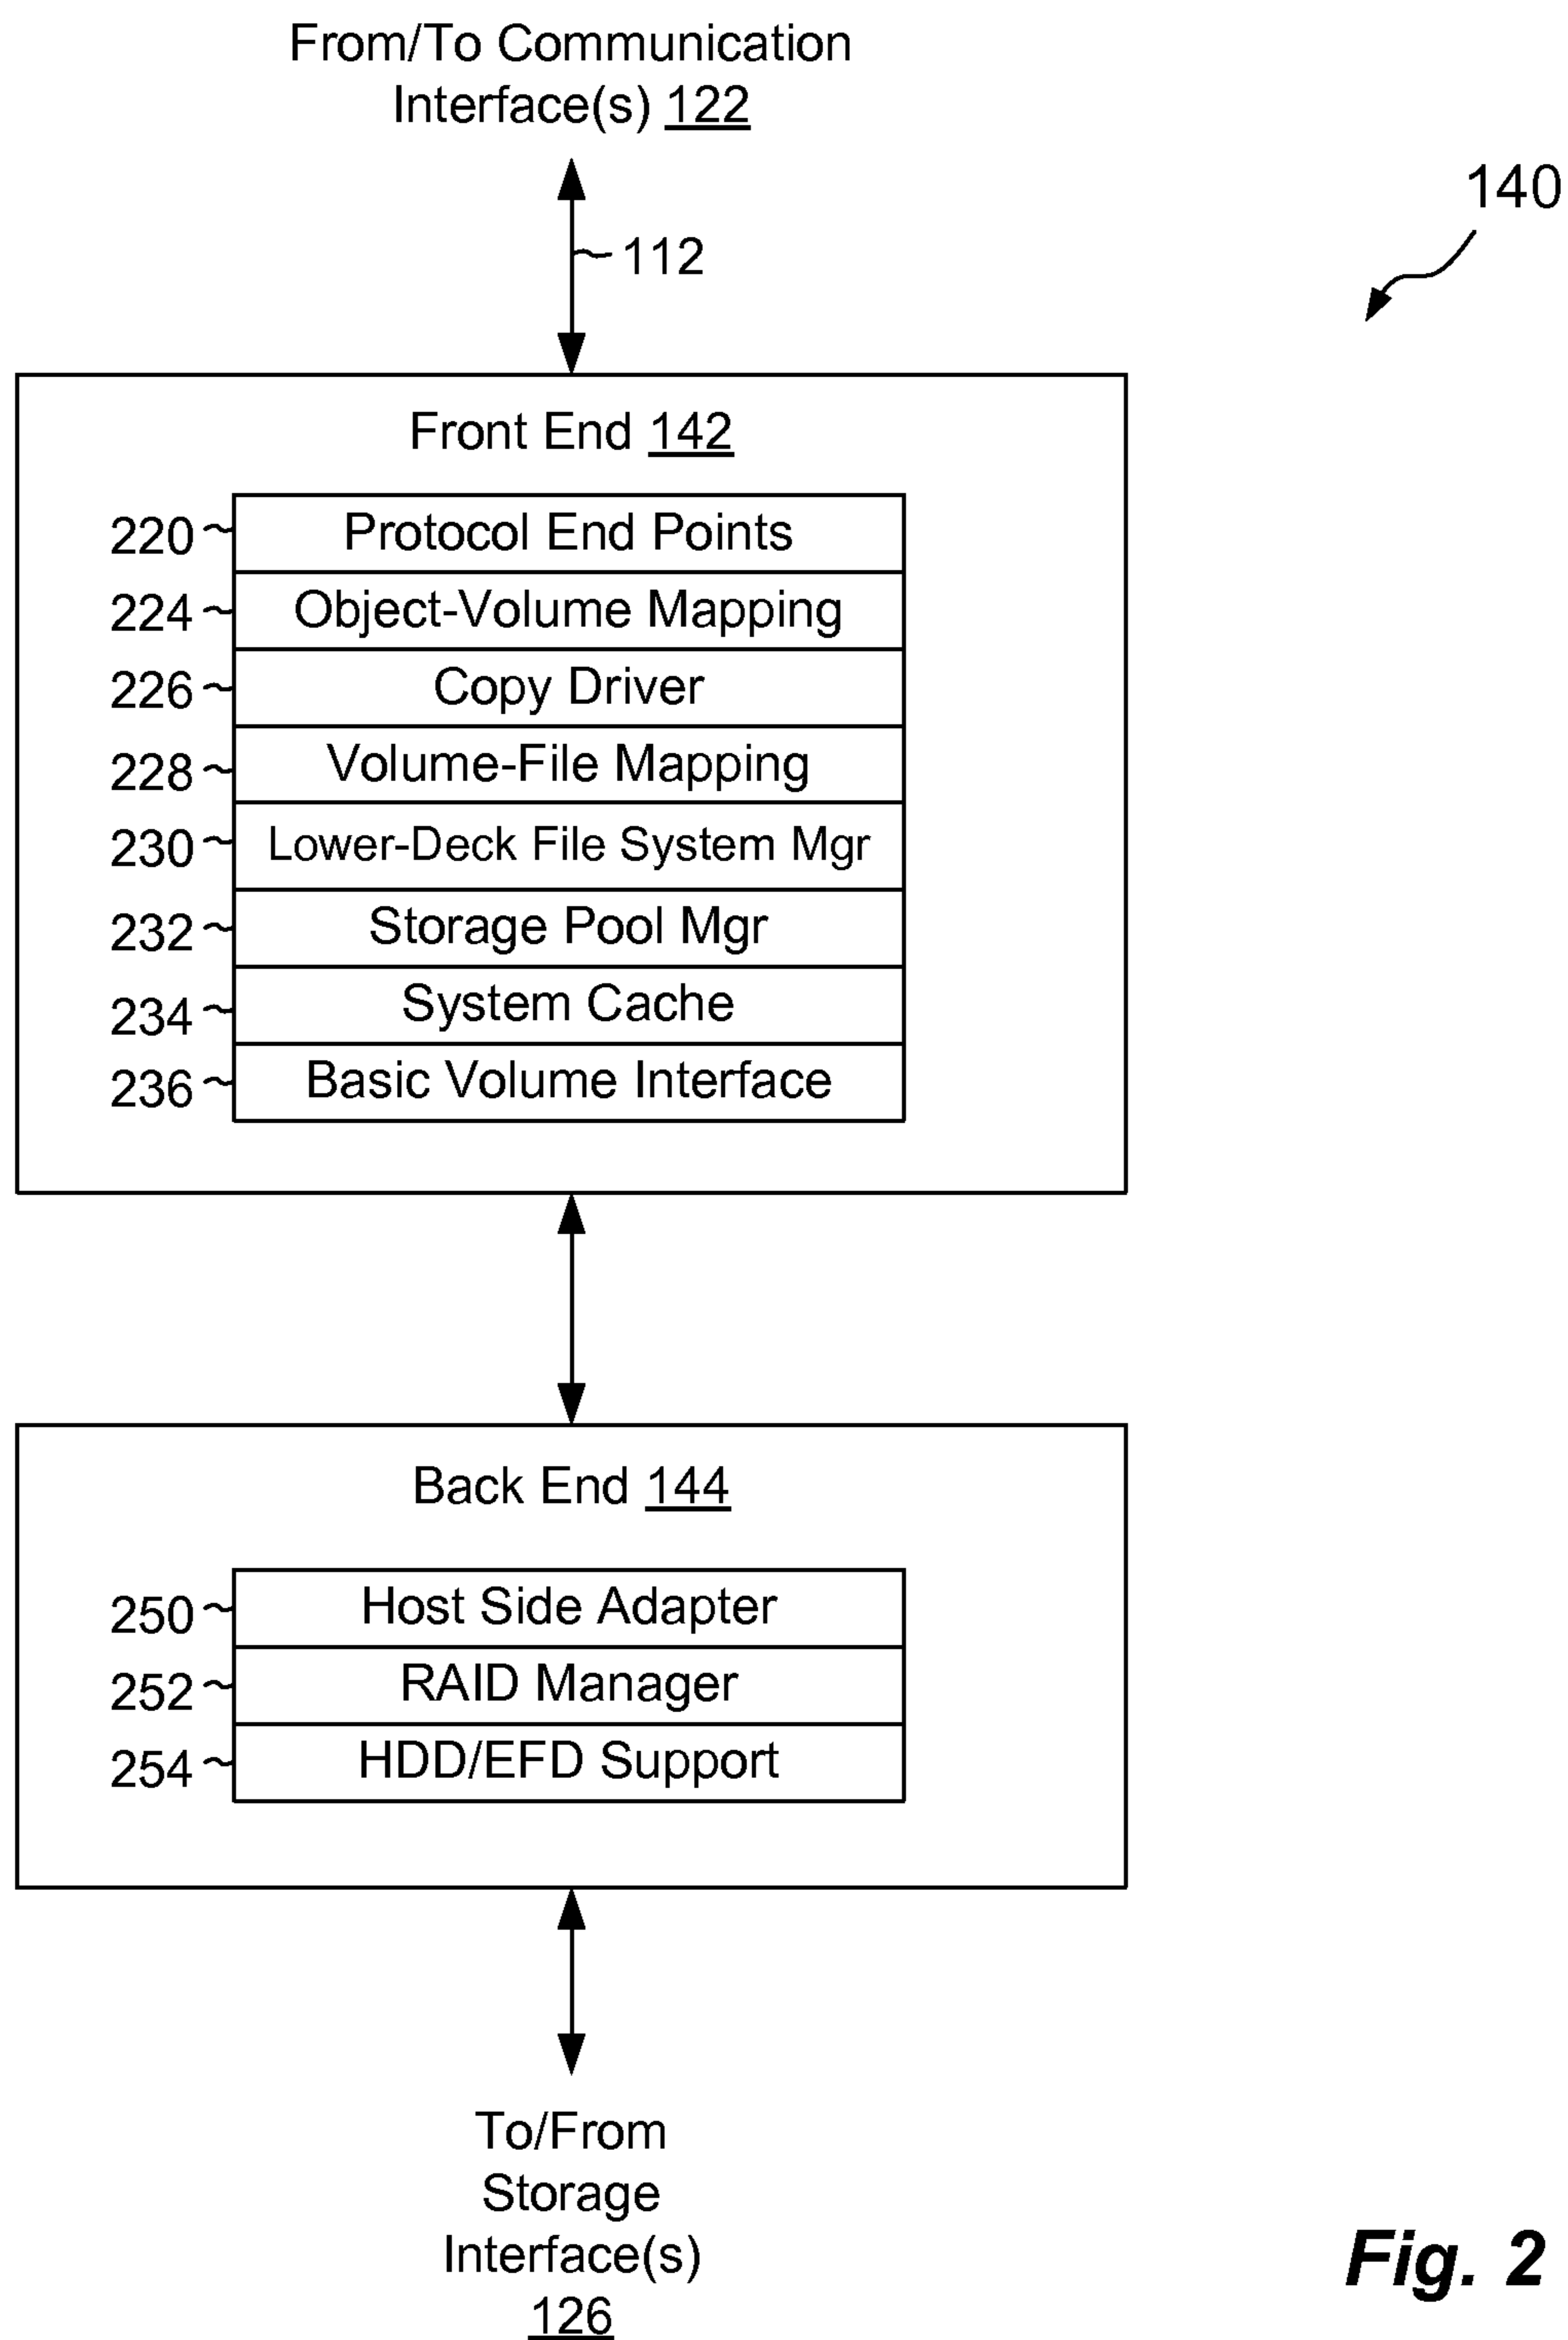 From/To Communication
Interface(s) 122
112
140
Front End 142
220 Protocol End Points
224 Object-Volume Mapping
226 Copy Driver
228 Volume-File Mapping
230 Lower-Deck File System Mgr
232 Storage Pool Mgr
234 System Cache
236 Basic Volume Interface
Back End 144
250 Host Side Adapter
252 RAID Manager
254 HDD/EFD Support
To/From
Storage
Interface(s)
126
Fig. 2